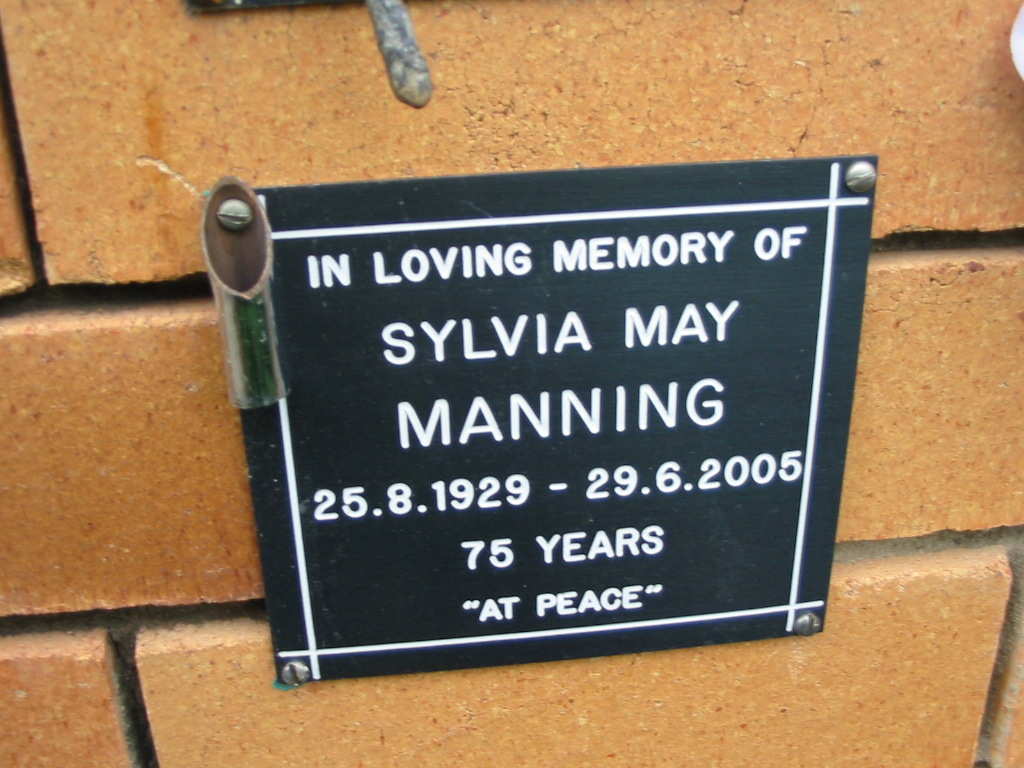 IN LOVING MEMORY OF
SYLVIA MAY
MANNING
25.8.1929 - 29.6.2005
75 YEARS
"AT PEACE"